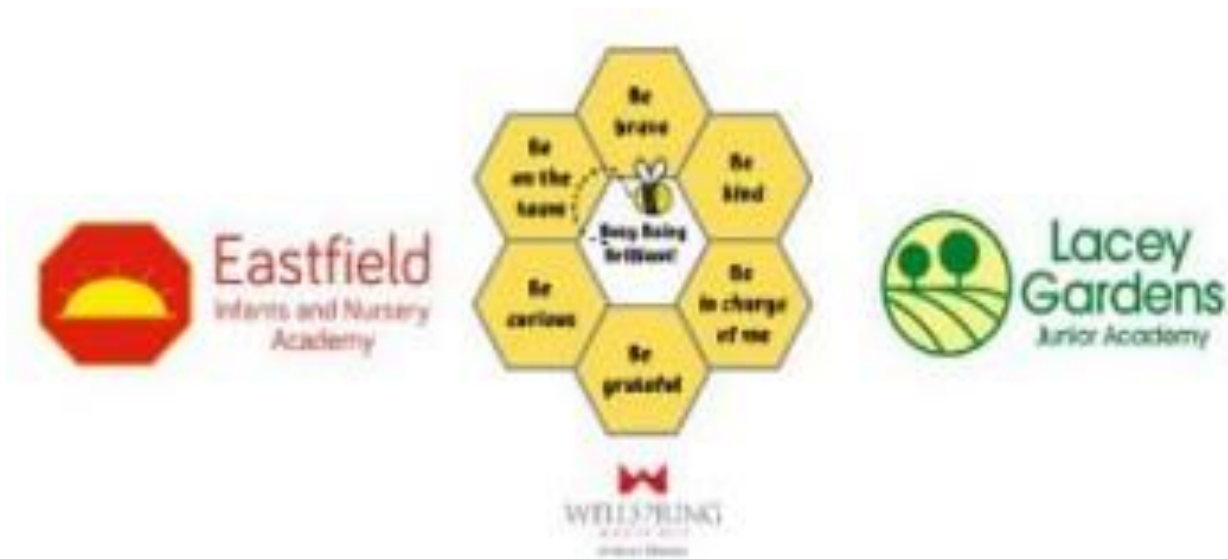 Eastfield
Infants and Nursery
Academy
Be
brave
Be
on the
team
Be
kind
Busy Being
Brilliant!
Be
curious
Be
in charge
of me
Be
grateful
Lacey
Gardens
Junior Academy
WELLSPRING